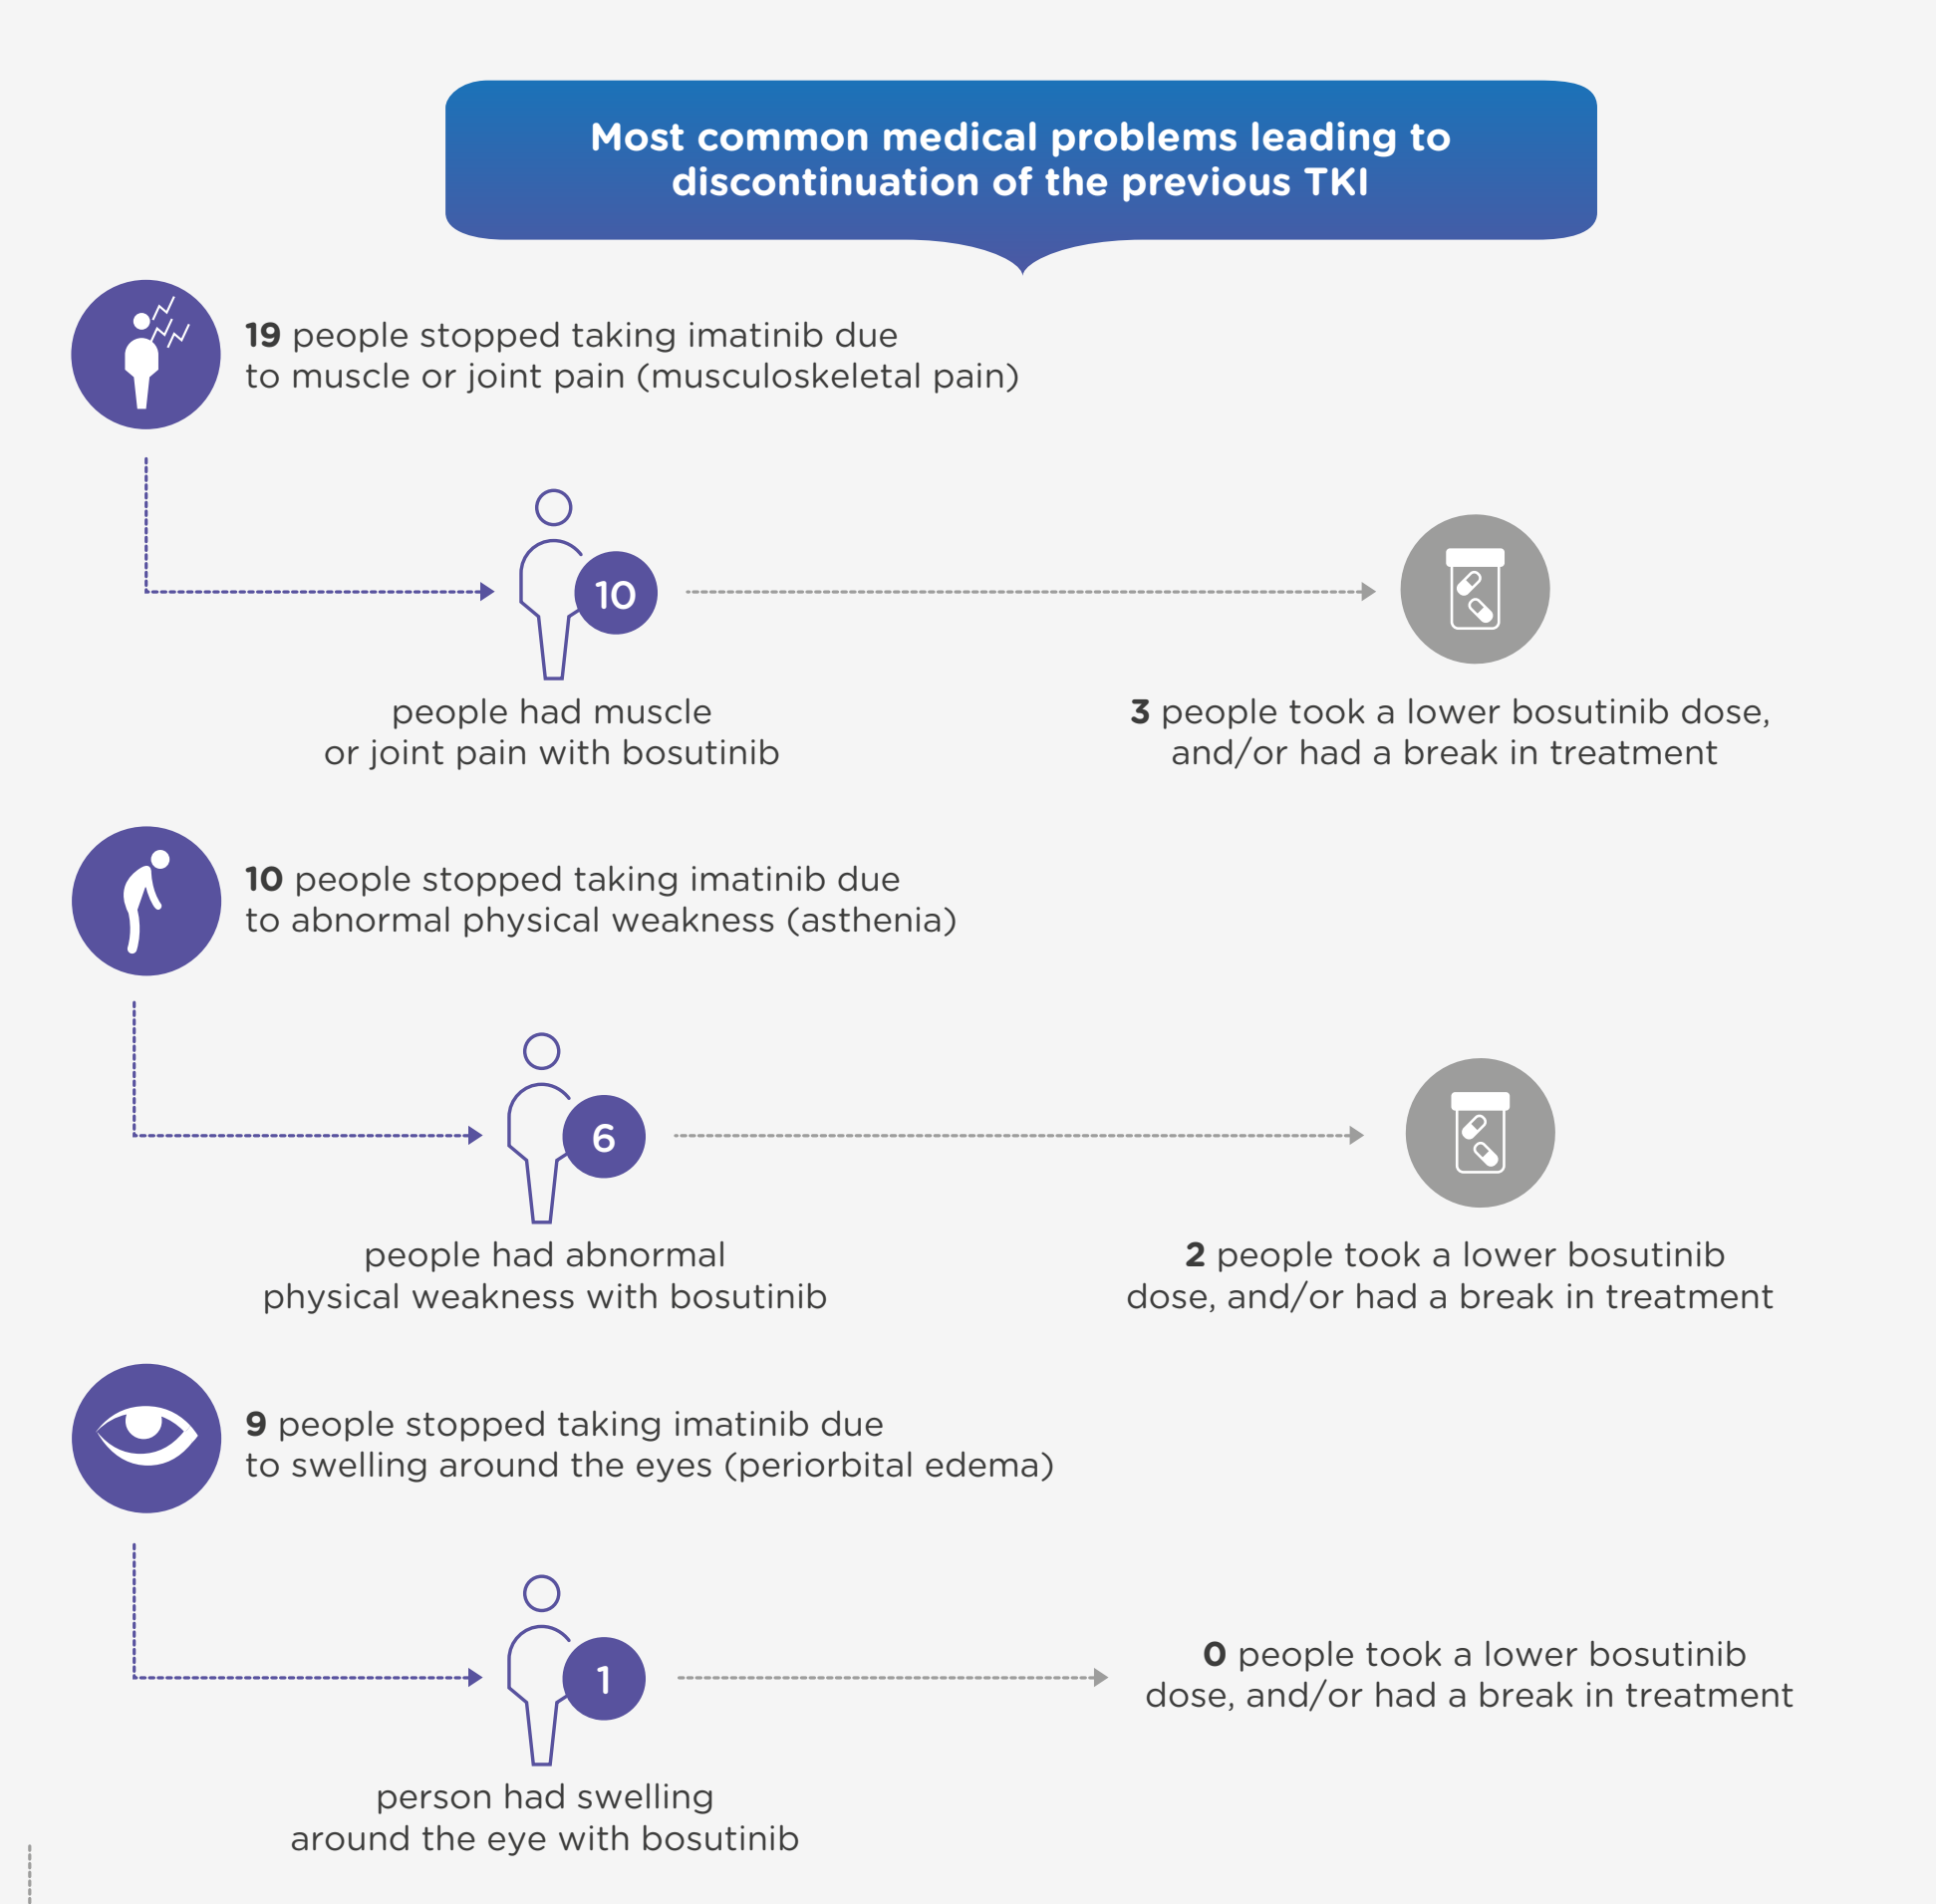 Most common medical problems leading to
discontinuation of the previous TKI
19 people stopped taking imatinib due
to muscle or joint pain (musculoskeletal pain)
10
people had muscle
or joint pain with bosutinib
3 people took a lower bosutinib dose,
and/or had a break in treatment
10 people stopped taking imatinib due
to abnormal physical weakness (asthenia)
6
people had abnormal
physical weakness with bosutinib
2 people took a lower bosutinib
dose, and/or had a break in treatment
9 people stopped taking imatinib due
to swelling around the eyes (periorbital edema)
1
person had swelling
around the eye with bosutinib
0 people took a lower bosutinib
dose, and/or had a break in treatment